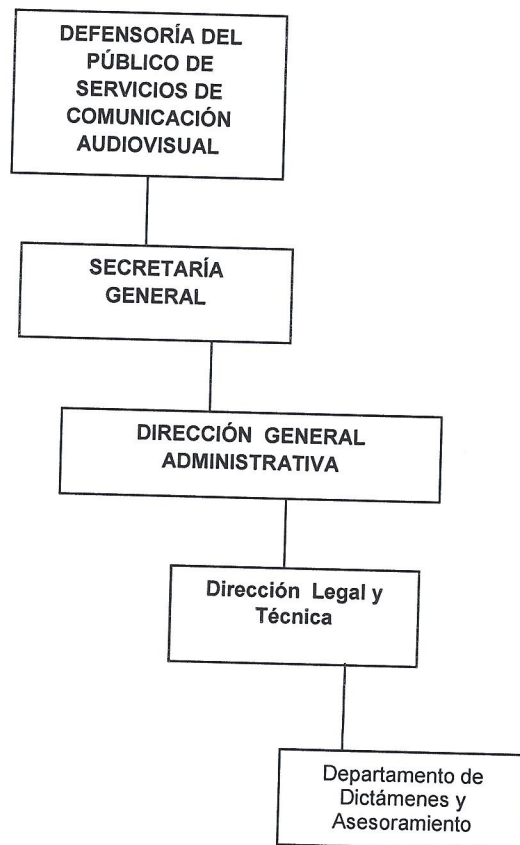 DEFENSORÍA DEL
PÚBLICO DE
SERVICIOS DE
COMUNICACIÓN
AUDIOVISUAL
SECRETARÍA
GENERAL
DIRECCIÓN GENERAL
ADMINISTRATIVA
Dirección Legal y
Técnica
Departamento de
Dictámenes y
Asesoramiento